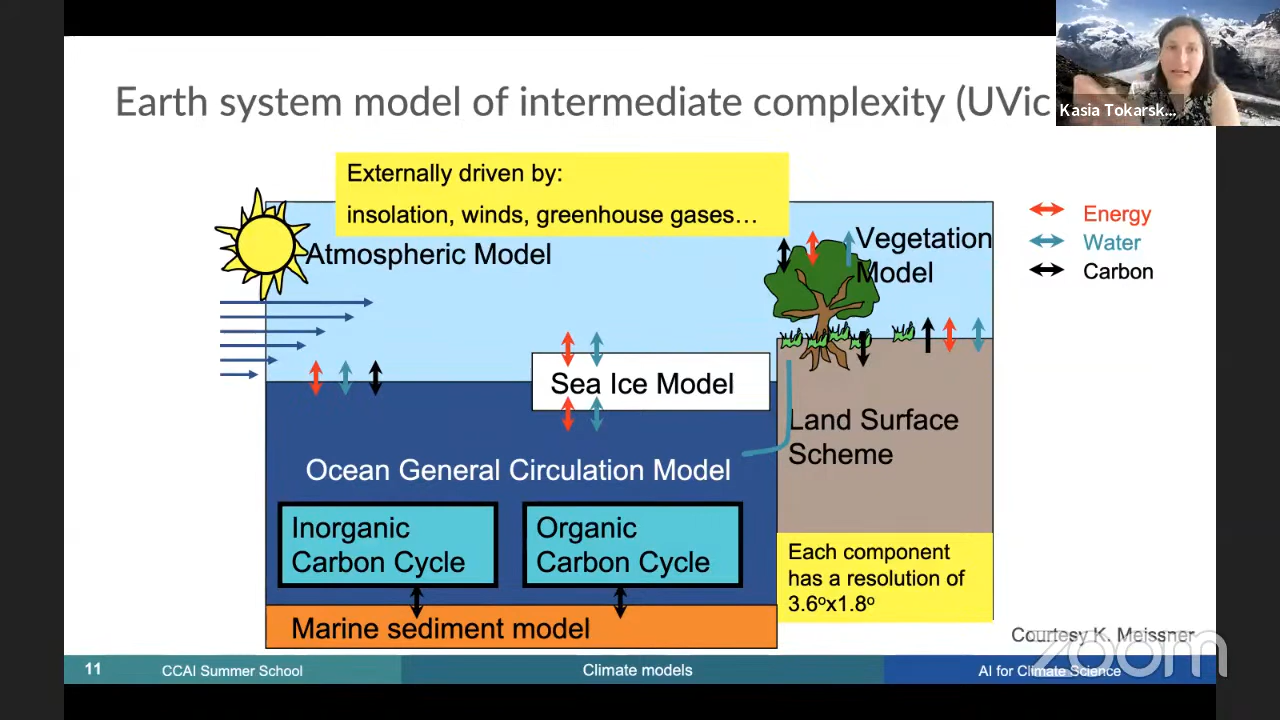 Earth system model of intermediate complexity (UVic
Kasia Tokarsk...
Externally driven by:
insolation, winds, greenhouse gases…
Atmospheric Model
Vegetation
Model
Energy
Water
Carbon
Sea Ice Model
Land Surface
Scheme
Ocean General Circulation Model
Inorganic
Carbon Cycle
Organic
Carbon Cycle
Each component
has a resolution of
3.6ºx1.8º
Marine sediment model
Courtesy K. Meissner
zoom
11 CCAI Summer School Climate models AI for Climate Science